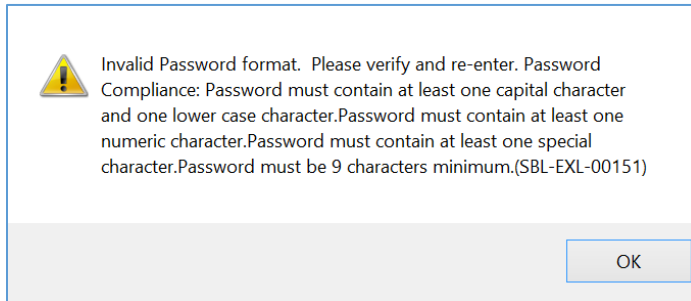 Invalid Password format.  Please verify and re-enter. Password
Compliance: Password must contain at least one capital character
and one lower case character.Password must contain at least one
numeric character.Password must contain at least one special
character.Password must be 9 characters minimum.(SBL-EXL-00151)
OK